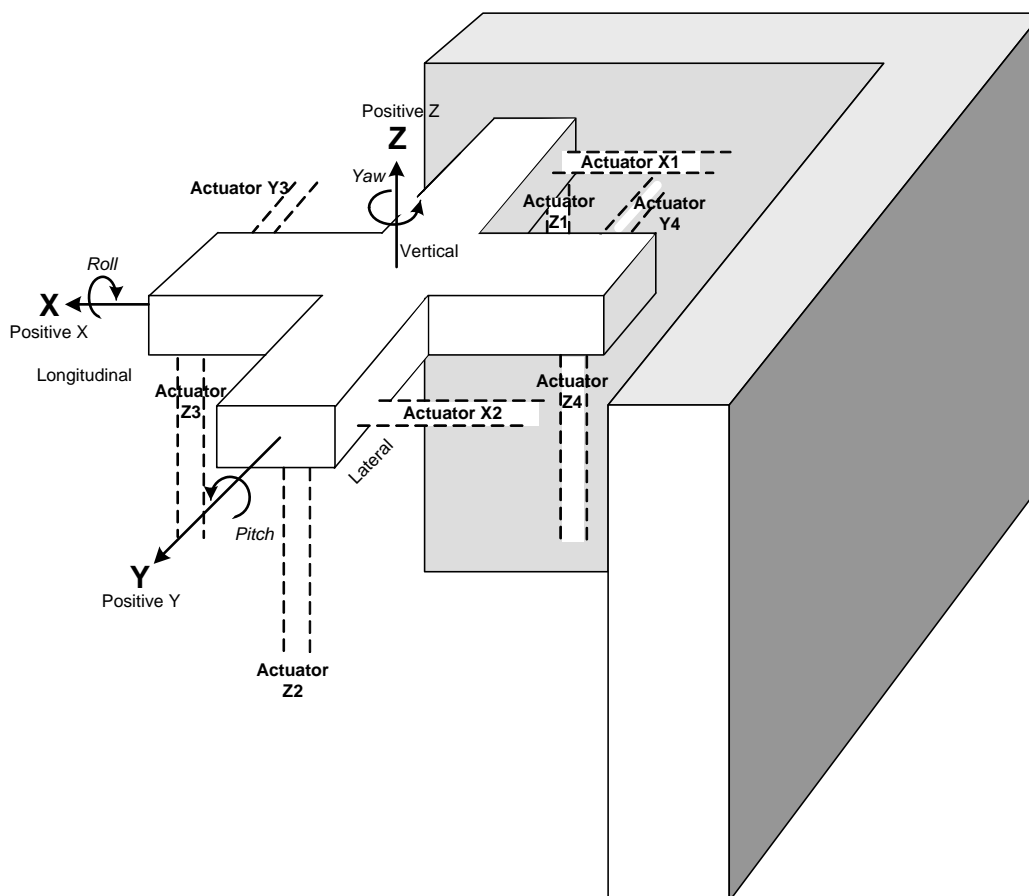 Positive Z
Z
Yaw
Actuator Y3
Actuator X1
Actuator
Z1
Actuator
Y4
Vertical
Roll
X
Positive X
Longitudinal
Actuator
Z3
Actuator
Z4
Actuator X2
Lateral
Pitch
Y
Positive Y
Actuator
Z2